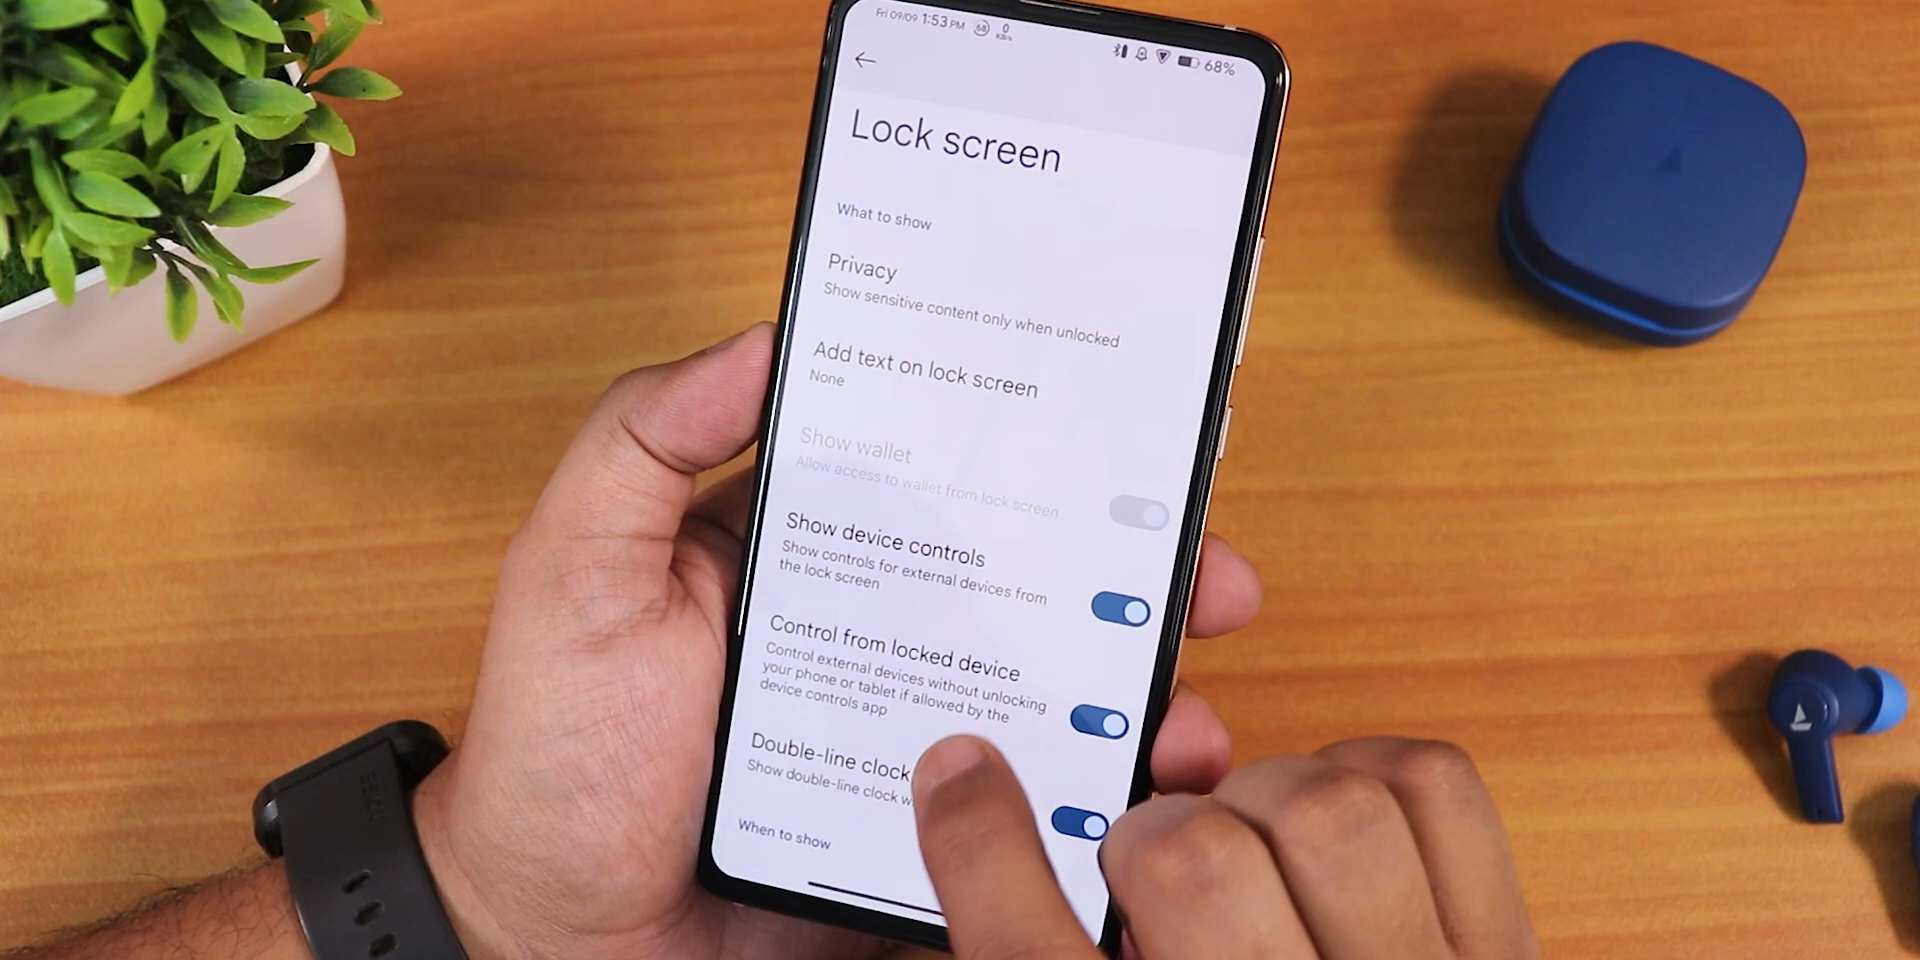 Fri 09/09 1:53 PM 68 0 KB/s 68%
Lock screen
What to show
Privacy
Show sensitive content only when unlocked
Add text on lock screen
None
Show wallet
Allow access to wallet from lock screen
Show device controls
Show controls for external devices from
the lock screen
Control from locked device
Control external devices without unlocking
your phone or tablet if allowed by the
device controls app
Double-line clock
Show double-line clock
When to show